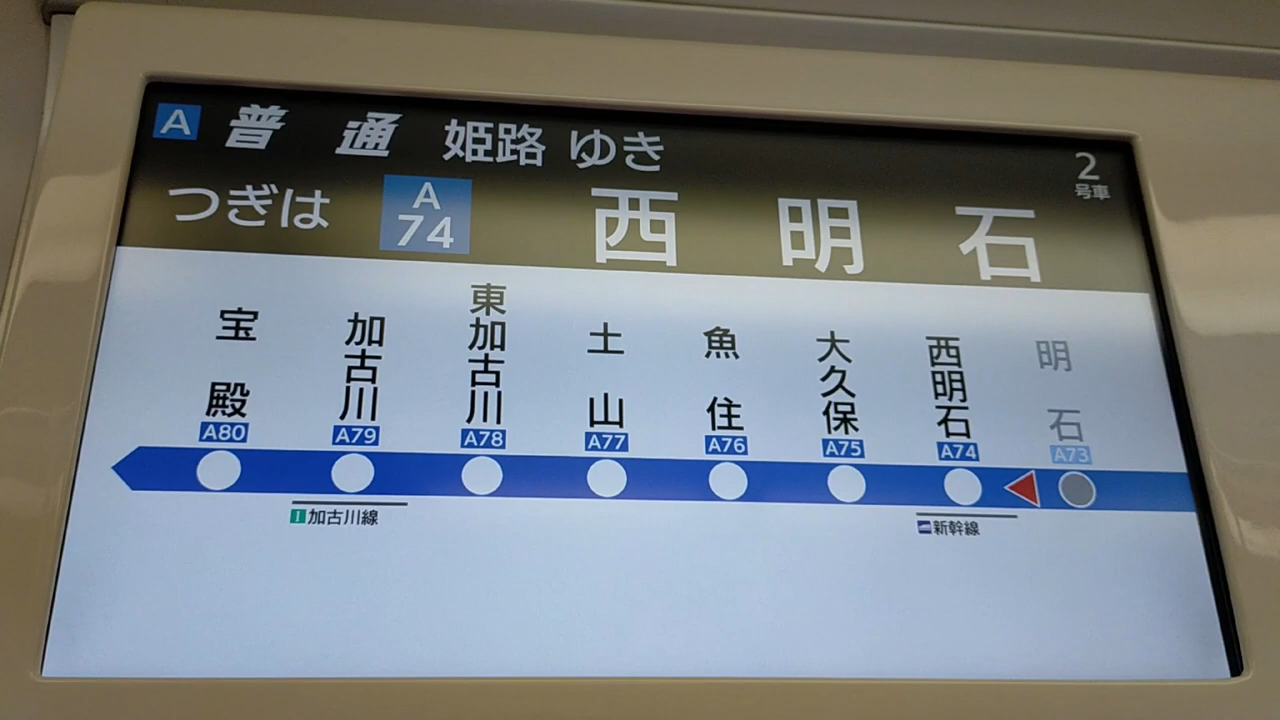 A 普通 姫路 ゆき
2
号車
つぎは A 74 西明石
宝殿 加古川 東加古川 土山 魚住 大久保 西明石 明石
A80 A79 A78 A77 A76 A75 A74 A73
I 加古川線 新幹線